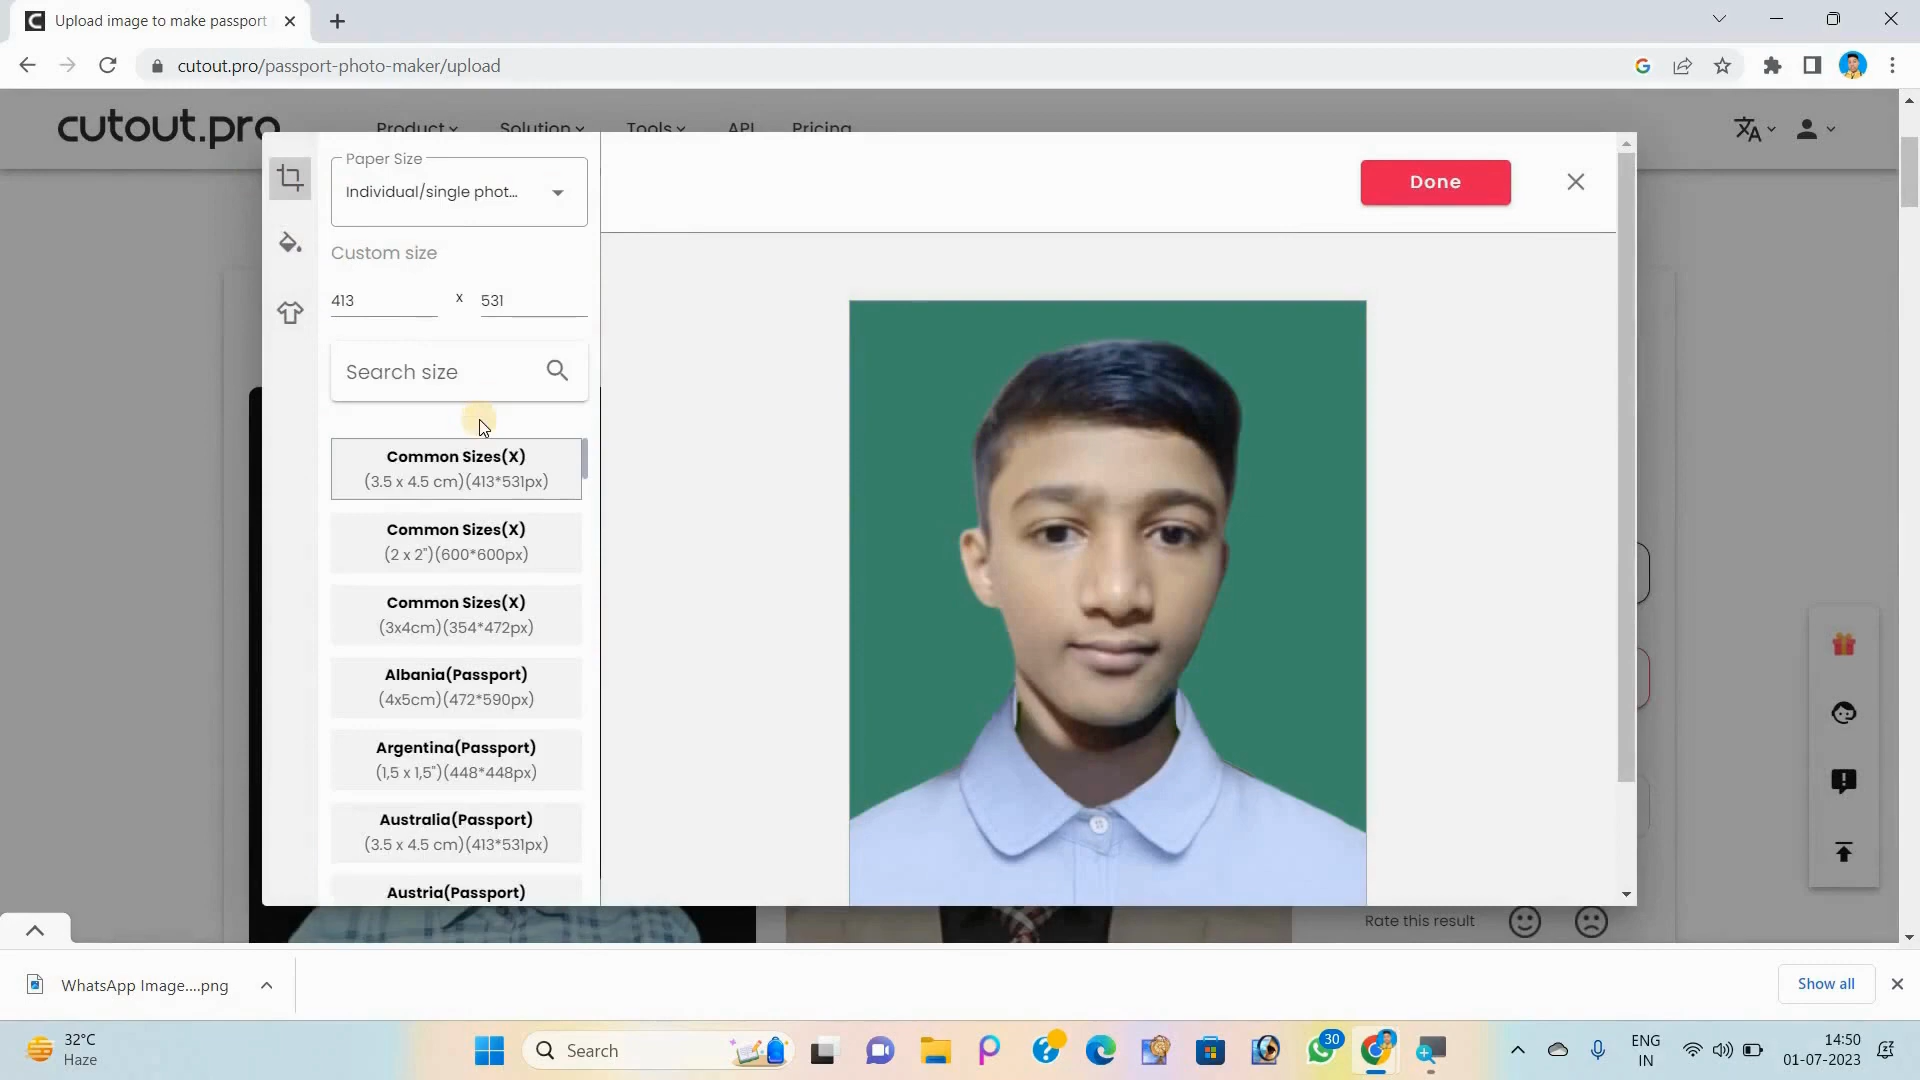 Upload image to make passport
cutout.pro/passport-photo-maker/upload
cutout.pro
Product
Solution
Tools
API
Pricing
Paper Size
Individual/single phot...
Done
Custom size
413 x 531
Search size
Common Sizes(X)
(3.5 x 4.5 cm)(413*531px)
Common Sizes(X)
(2 x 2")(600*600px)
Common Sizes(X)
(3x4cm)(354*472px)
Albania(Passport)
(4x5cm)(472*590px)
Argentina(Passport)
(1,5 x 1,5")(448*448px)
Australia(Passport)
(3.5 x 4.5 cm)(413*531px)
Austria(Passport)
Rate this result
WhatsApp Image....png
Show all
32°C
Haze
Search
30
ENG
IN
14:50
01-07-2023